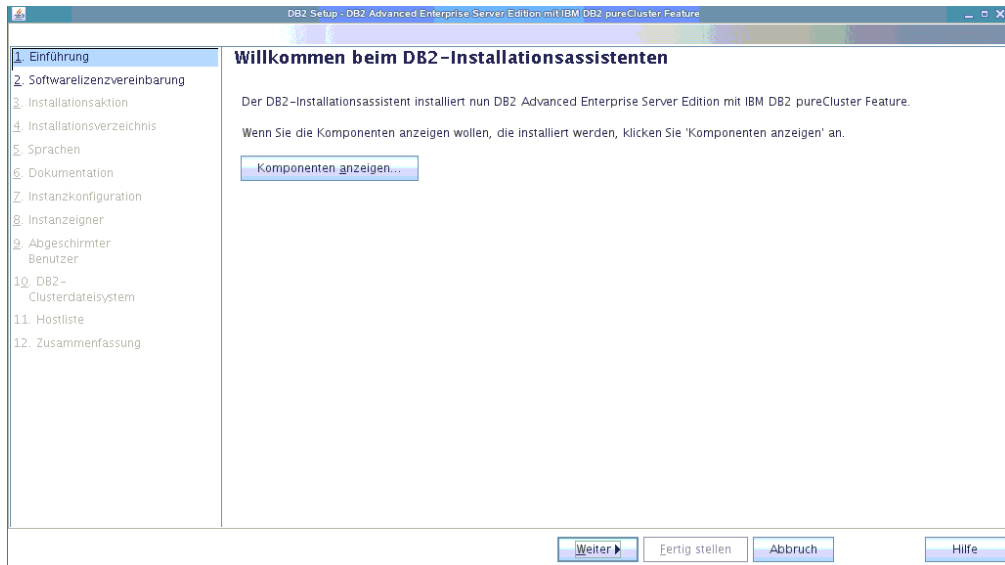 DB2 Setup - DB2 Advanced Enterprise Server Edition mit IBM DB2 pureCluster Feature
1. Einführung
2. Softwarelizenzvereinbarung
3. Installationsaktion
4. Installationsverzeichnis
5. Sprachen
6. Dokumentation
7. Instanzkonfiguration
8. Instanzeigner
9. Abgeschirmter
Benutzer
10. DB2-
Clusterdateisystem
11. Hostliste
12. Zusammenfassung
Willkommen beim DB2-Installationsassistenten
Der DB2-Installationsassistent installiert nun DB2 Advanced Enterprise Server Edition mit IBM DB2 pureCluster Feature.
Wenn Sie die Komponenten anzeigen wollen, die installiert werden, klicken Sie 'Komponenten anzeigen' an.
Komponenten anzeigen...
Weiter
Fertig stellen
Abbruch
Hilfe